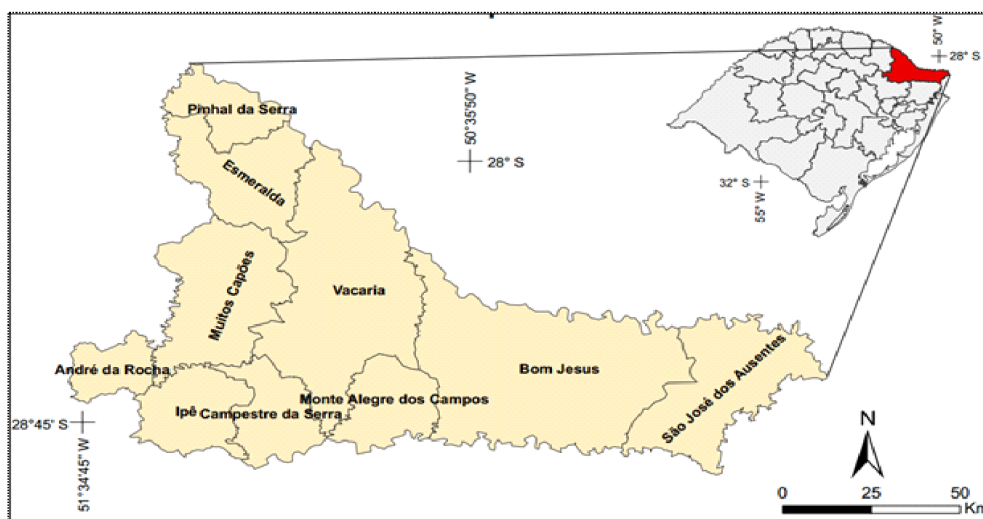 50° W
28° S
Pinhal da Serra
50°35'50" W
28° S
Esmeralda
32° S
55° W
Muitos Capões
Vacaria
André da Rocha
Bom Jesus
São José dos Ausentes
Monte Alegre dos Campos
Ipê
Campestre da Serra
28°45' S
51°34'45" W
N
0 25 50
Km